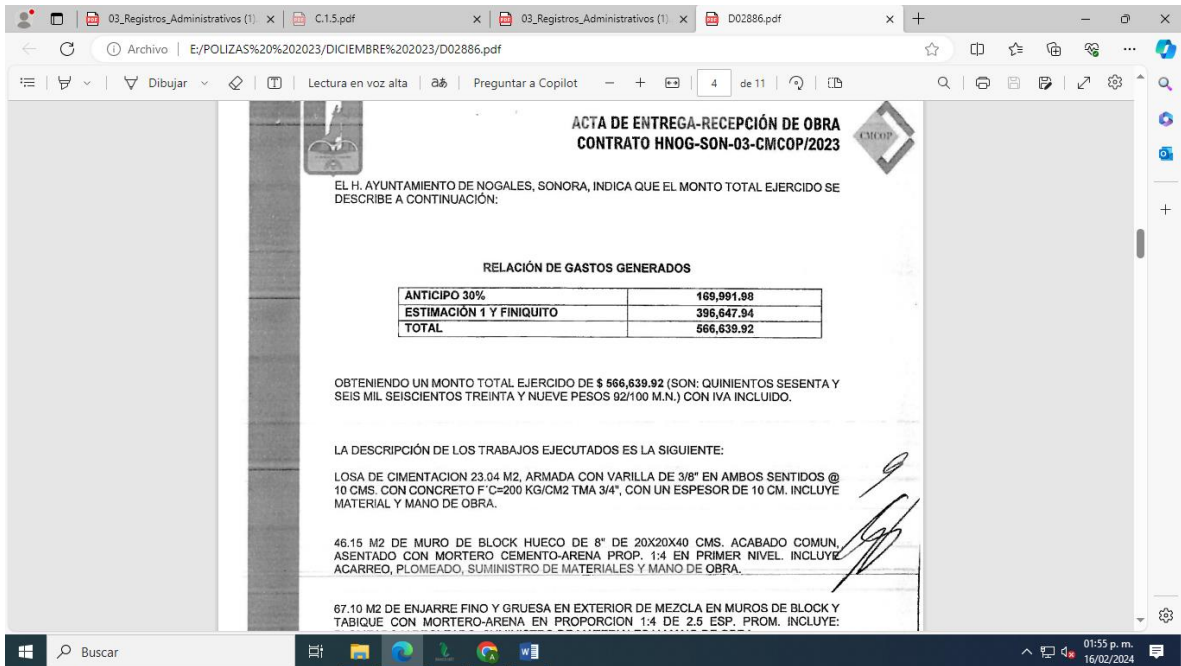 03_Registros_Administrativos (1).
C.1.5.pdf
03_Registros_Administrativos (1).
D02886.pdf
Archivo
E:/POLIZAS%20%202023/DICIEMBRE%202023/D02886.pdf
Dibujar
Lectura en voz alta
Preguntar a Copilot
4
de 11
ACTA DE ENTREGA-RECEPCIÓN DE OBRA
CONTRATO HNOG-SON-03-CMCOP/2023
CMCOP
EL H. AYUNTAMIENTO DE NOGALES, SONORA, INDICA QUE EL MONTO TOTAL EJERCIDO SE
DESCRIBE A CONTINUACIÓN:
RELACIÓN DE GASTOS GENERADOS
ANTICIPO 30% 169,991.98
ESTIMACIÓN 1 Y FINIQUITO 396,647.94
TOTAL 566,639.92
OBTENIENDO UN MONTO TOTAL EJERCIDO DE $ 566,639.92 (SON: QUINIENTOS SESENTA Y
SEIS MIL SEISCIENTOS TREINTA Y NUEVE PESOS 92/100 M.N.) CON IVA INCLUIDO.
LA DESCRIPCIÓN DE LOS TRABAJOS EJECUTADOS ES LA SIGUIENTE:
LOSA DE CIMENTACION 23.04 M2, ARMADA CON VARILLA DE 3/8" EN AMBOS SENTIDOS @
10 CMS. CON CONCRETO F´C=200 KG/CM2 TMA 3/4", CON UN ESPESOR DE 10 CM. INCLUYE
MATERIAL Y MANO DE OBRA.
46.15 M2 DE MURO DE BLOCK HUECO DE 8" DE 20X20X40 CMS. ACABADO COMUN,
ASENTADO CON MORTERO CEMENTO-ARENA PROP. 1:4 EN PRIMER NIVEL. INCLUYE
ACARREO, PLOMEADO, SUMINISTRO DE MATERIALES Y MANO DE OBRA.
67.10 M2 DE ENJARRE FINO Y GRUESA EN EXTERIOR DE MEZCLA EN MUROS DE BLOCK Y
TABIQUE CON MORTERO-ARENA EN PROPORCION 1:4 DE 2.5 ESP. PROM. INCLUYE:
Buscar
01:55 p. m.
16/02/2024